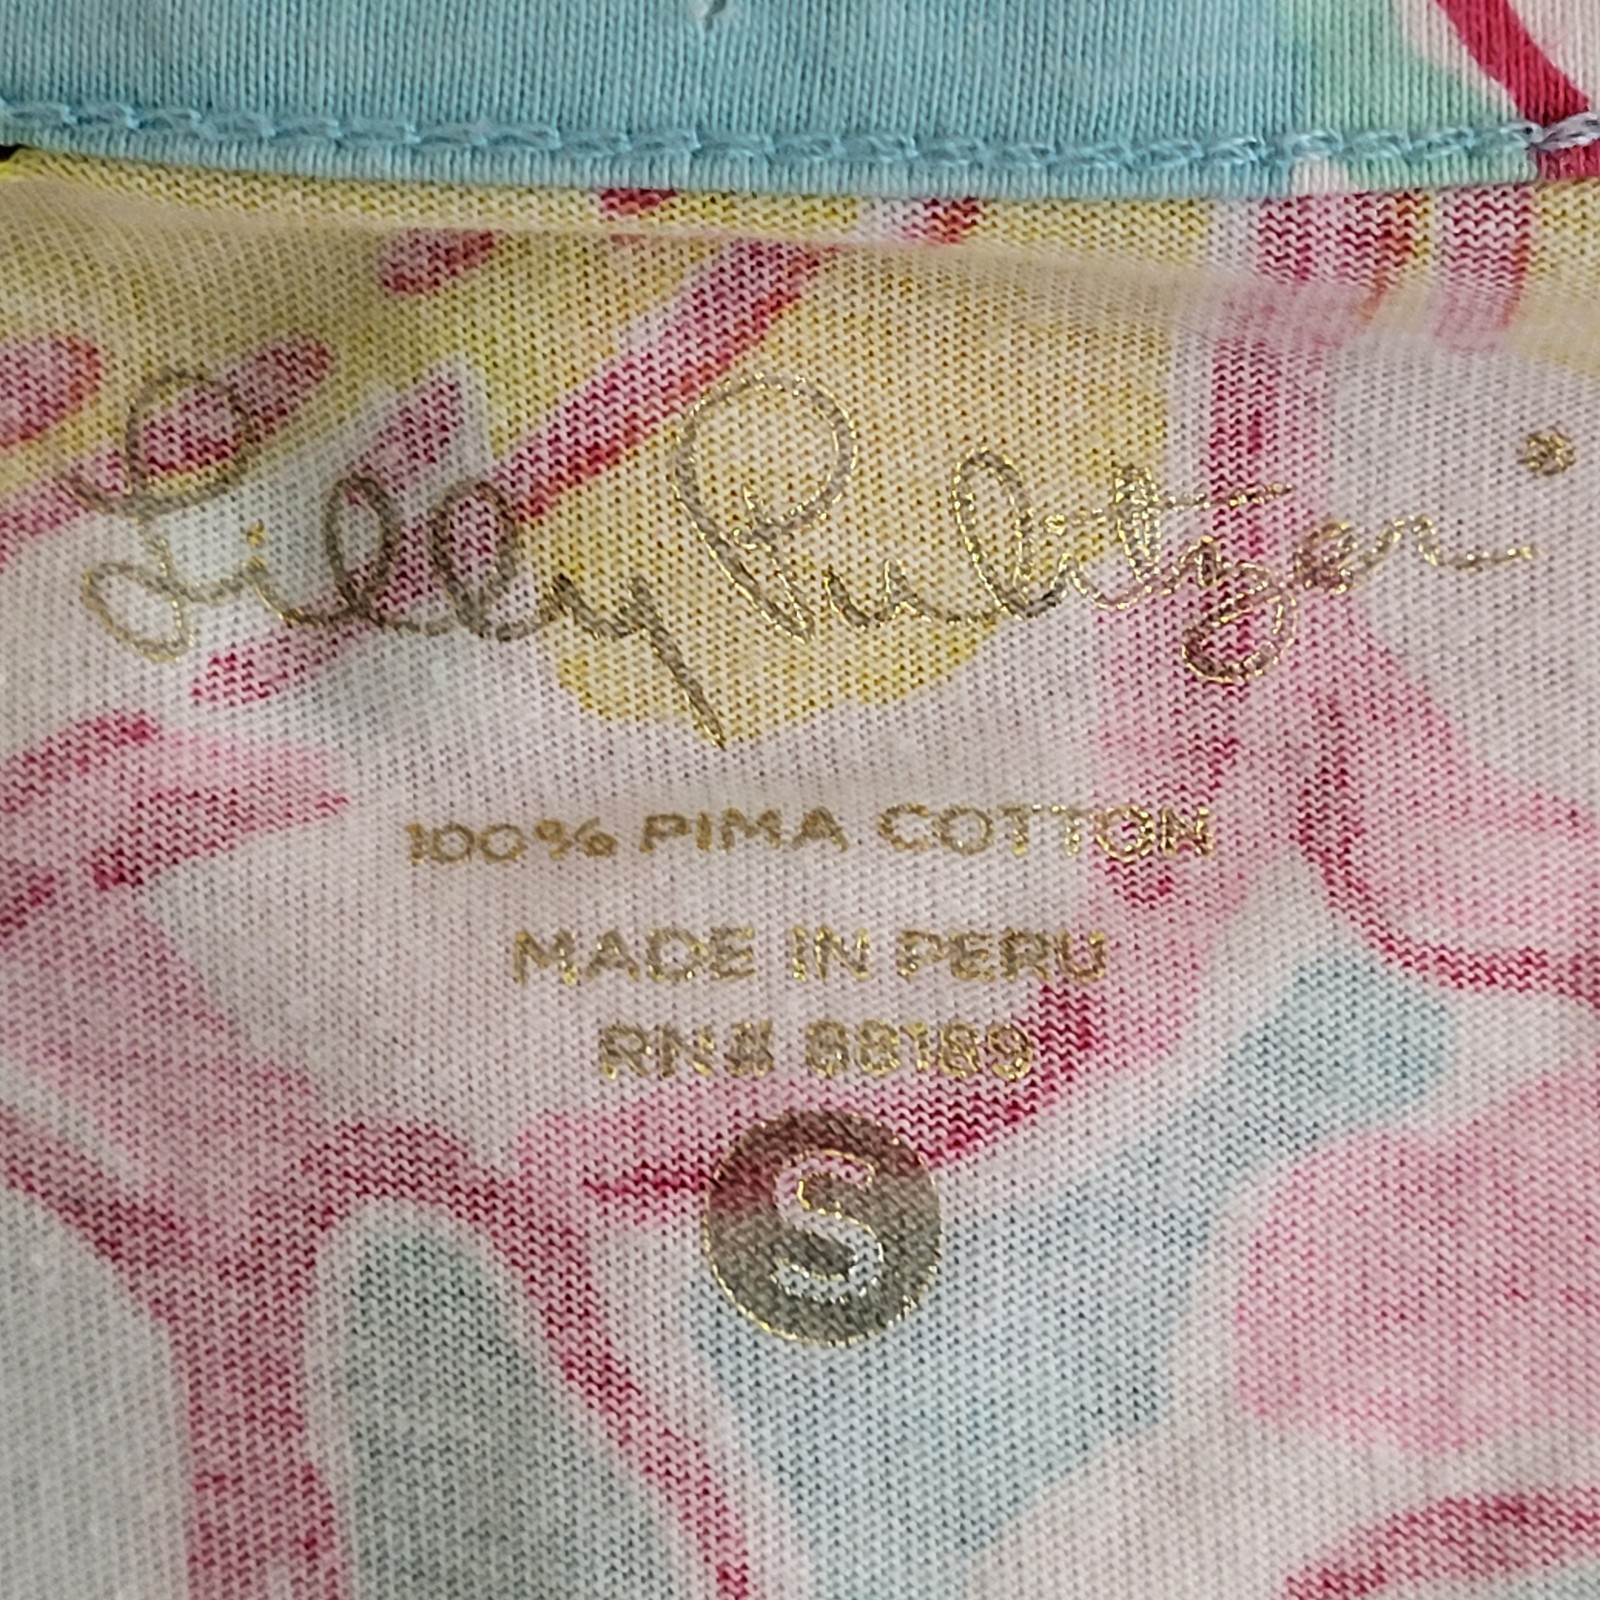 Lilly Pulitzer
100% PIMA COTTON
MADE IN PERU
RN# 88189
S